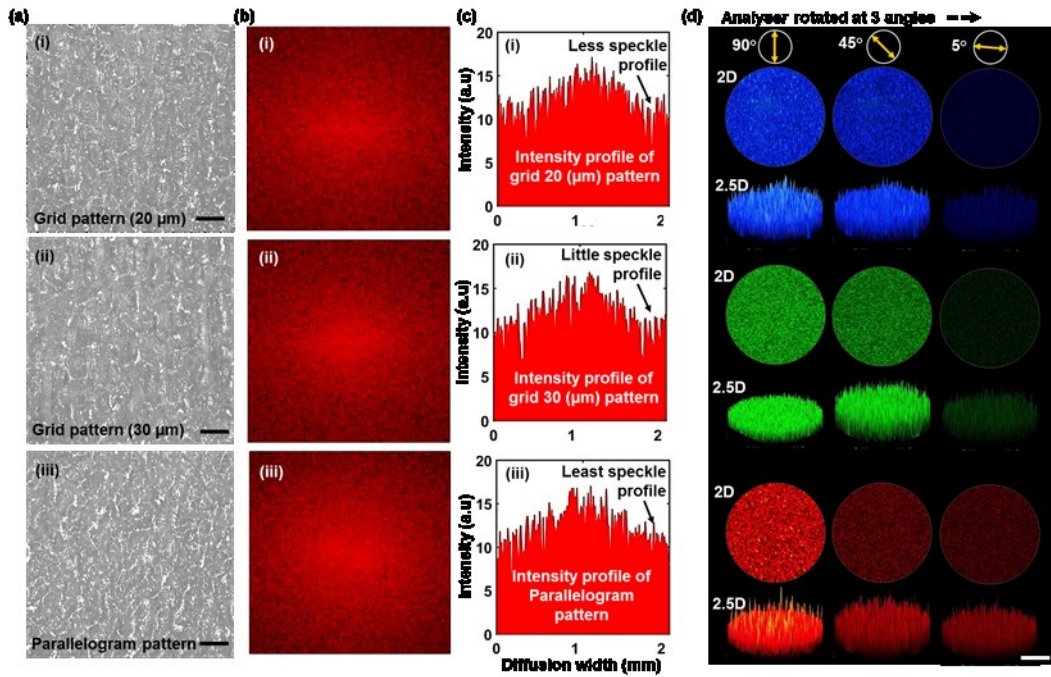 (a)
(i)
Grid pattern (20 µm)
(ii)
Grid pattern (30 µm)
(iii)
Parallelogram pattern
(b)
(i)
(ii)
(iii)
(c)
Intensity (a.u)
20
15
10
5
0
(i)
Less speckle
profile
Intensity profile of
grid 20 (µm) pattern
0
1
2
Intensity (a.u)
20
15
10
5
0
(ii)
Little speckle
profile
Intensity profile of
grid 30 (µm) pattern
0
1
2
Intensity (a.u)
20
15
10
5
0
(iii)
Least speckle
profile
Intensity profile of
Parallelogram
pattern
0
1
2
Diffusion width (mm)
(d)
Analyser rotated at 3 angles
90°
45°
5°
2D
2.5D
2D
2.5D
2D
2.5D